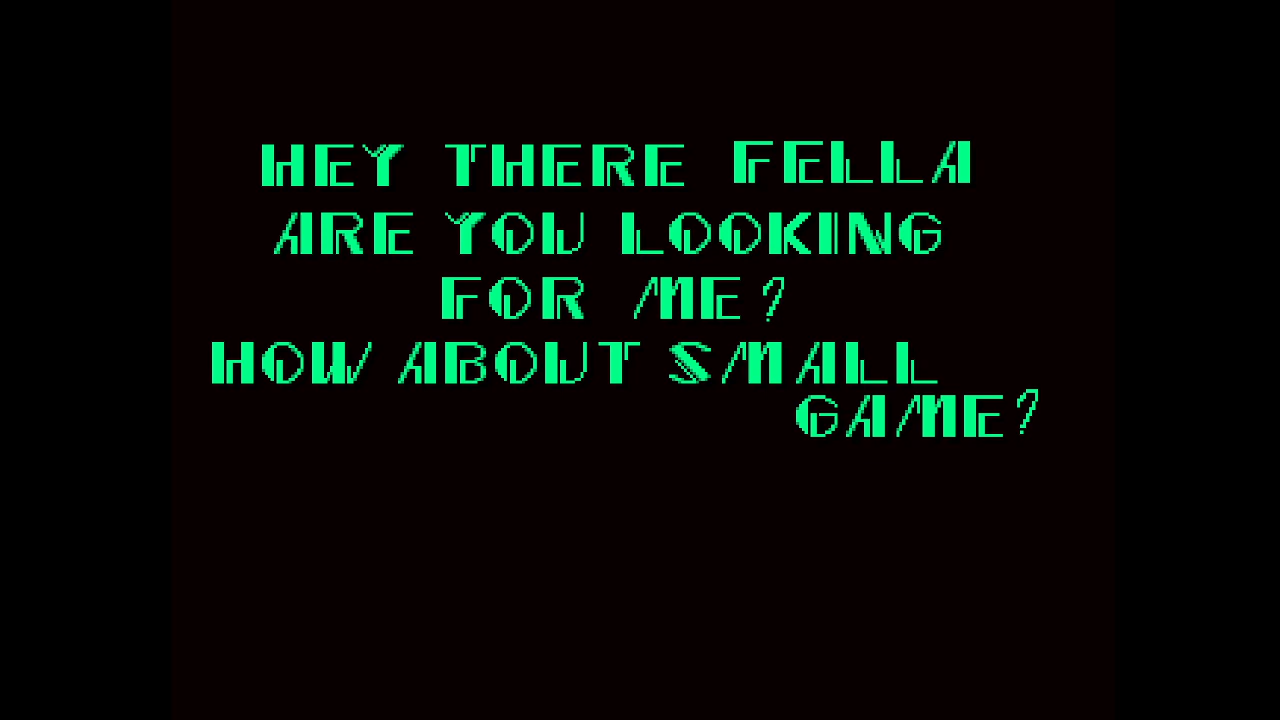 HEY THERE FELLA
ARE YOU LOOKING
FOR ME?
HOW ABOUT SMALL
GAME?